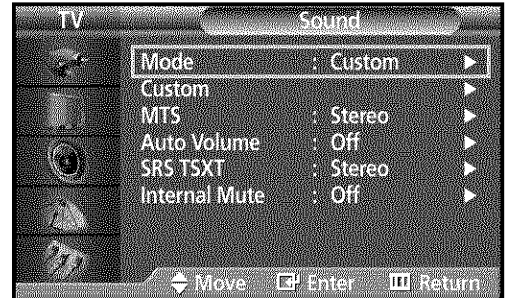 TV Sound
Mode : Custom
Custom
MTS : Stereo
Auto Volume : Off
SRS TSXT : Stereo
Internal Mute : Off
Move Enter Return